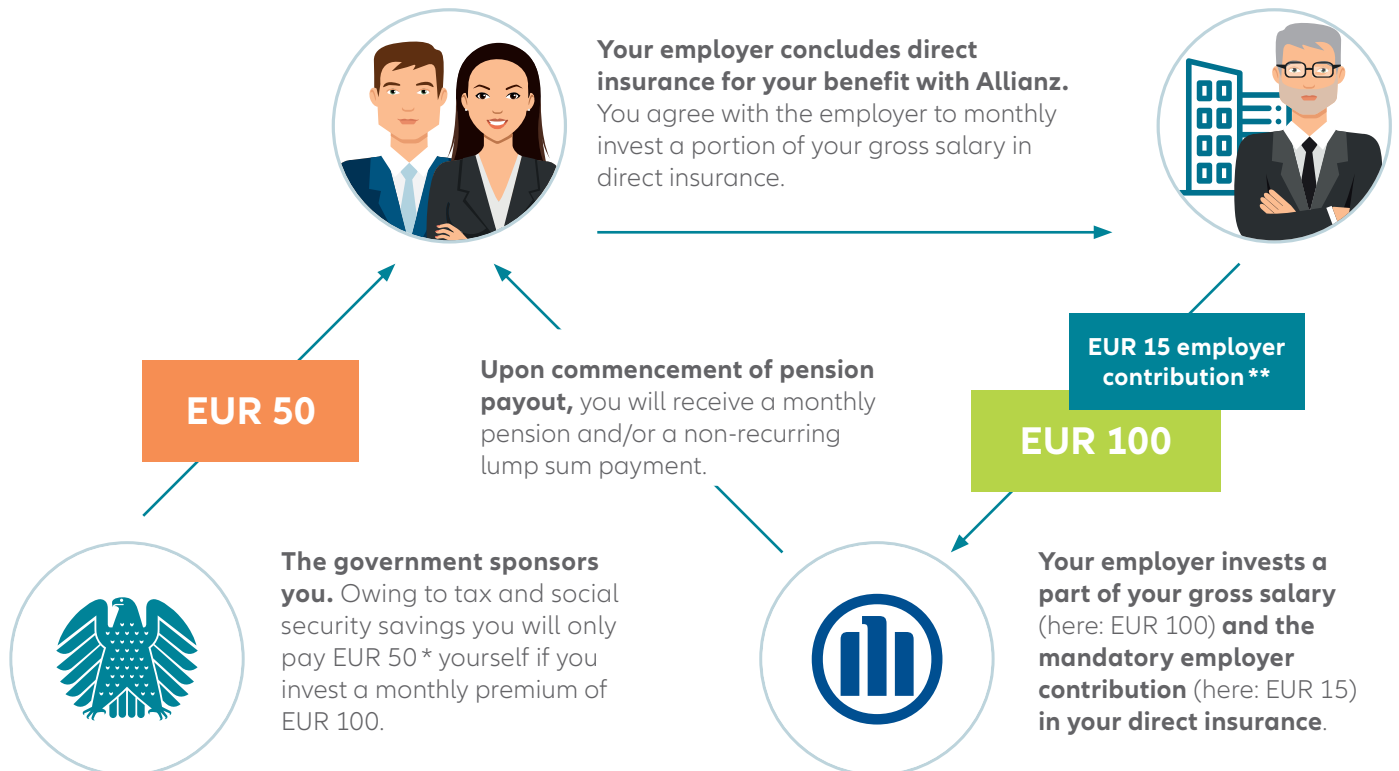 Your employer concludes direct
insurance for your benefit with Allianz.
You agree with the employer to monthly
invest a portion of your gross salary in
direct insurance.
EUR 50
Upon commencement of pension
payout, you will receive a monthly
pension and/or a non-recurring
lump sum payment.
EUR 15 employer
contribution **
EUR 100
The government sponsors
you. Owing to tax and social
security savings you will only
pay EUR 50 * yourself if you
invest a monthly premium of
EUR 100.
Your employer invests a
part of your gross salary
(here: EUR 100) and the
mandatory employer
contribution (here: EUR 15)
in your direct insurance.